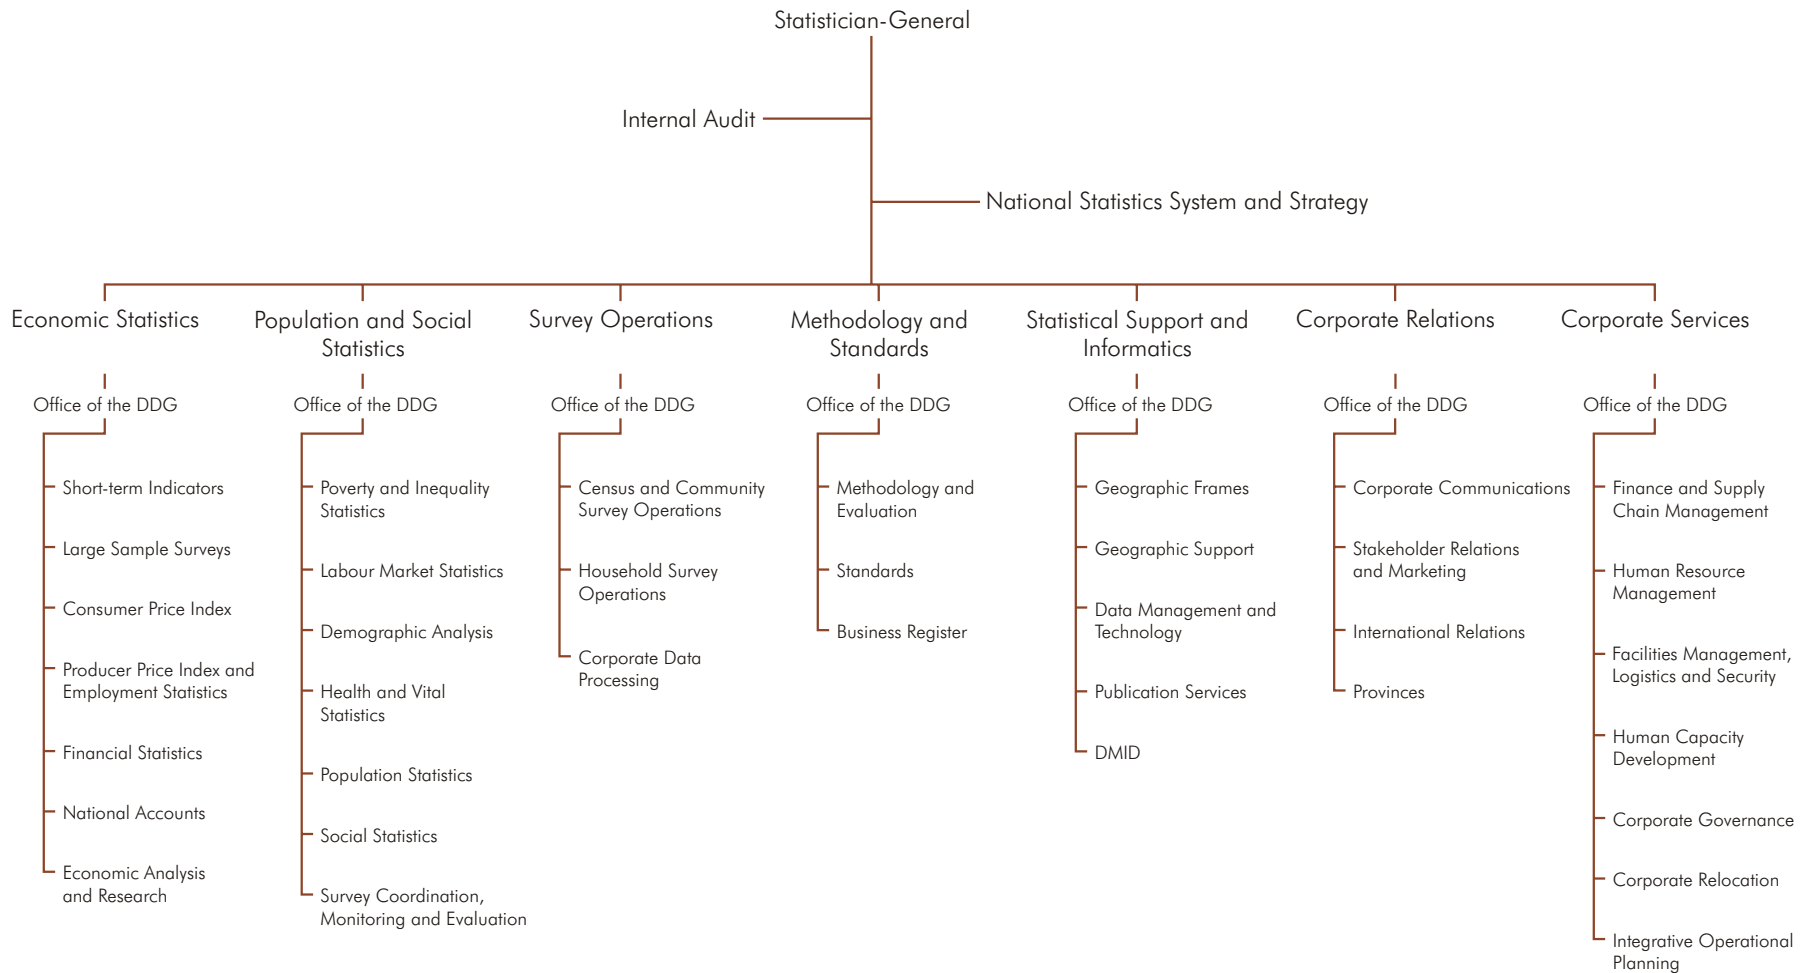 Statistician-General
Internal Audit
National Statistics System and Strategy
Economic Statistics
Office of the DDG
Short-term Indicators
Large Sample Surveys
Consumer Price Index
Producer Price Index and
Employment Statistics
Financial Statistics
National Accounts
Economic Analysis
and Research
Population and Social
Statistics
Office of the DDG
Poverty and Inequality
Statistics
Labour Market Statistics
Demographic Analysis
Health and Vital
Statistics
Population Statistics
Social Statistics
Survey Coordination,
Monitoring and Evaluation
Survey Operations
Office of the DDG
Census and Community
Survey Operations
Household Survey
Operations
Corporate Data
Processing
Methodology and
Standards
Office of the DDG
Methodology and
Evaluation
Standards
Business Register
Statistical Support and
Informatics
Office of the DDG
Geographic Frames
Geographic Support
Data Management and
Technology
Publication Services
DMID
Corporate Relations
Office of the DDG
Corporate Communications
Stakeholder Relations
and Marketing
International Relations
Provinces
Corporate Services
Office of the DDG
Finance and Supply
Chain Management
Human Resource
Management
Facilities Management,
Logistics and Security
Human Capacity
Development
Corporate Governance
Corporate Relocation
Integrative Operational
Planning